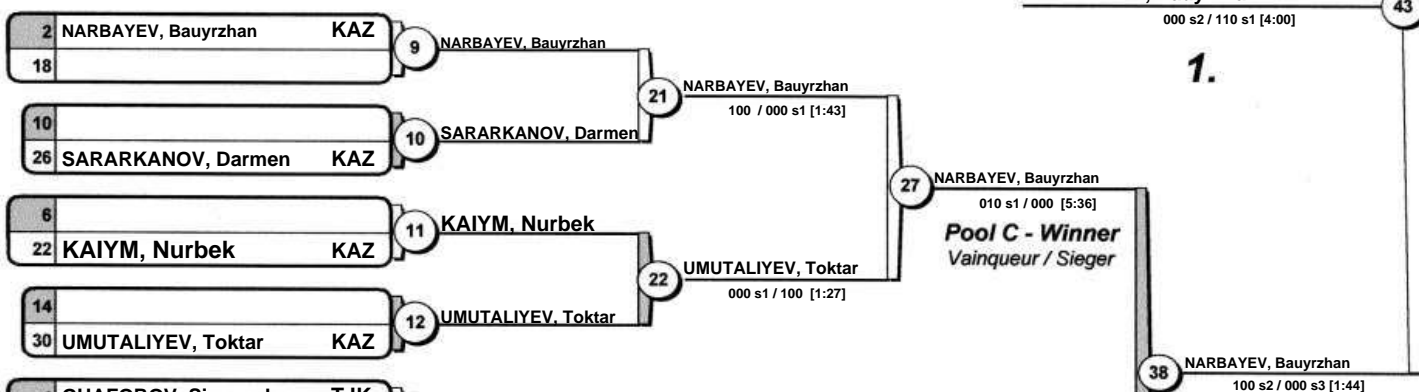 43
000 s2 / 110 s1 [4:00]
1.
2 NARBAYEV, Bauyrzhan KAZ
18
9
NARBAYEV, Bauyrzhan
10
26 SARARKANOV, Darmen KAZ
10
SARARKANOV, Darmen
21
NARBAYEV, Bauyrzhan
100 / 000 s1 [1:43]
6
22 KAIYM, Nurbek KAZ
11
KAIYM, Nurbek
14
30 UMUTALIYEV, Toktar KAZ
12
UMUTALIYEV, Toktar
22
UMUTALIYEV, Toktar
000 s1 / 100 [1:27]
27
NARBAYEV, Bauyrzhan
010 s1 / 000 [5:36]
Pool C - Winner
Vainqueur / Sieger
38
NARBAYEV, Bauyrzhan
100 s2 / 000 s3 [1:44]